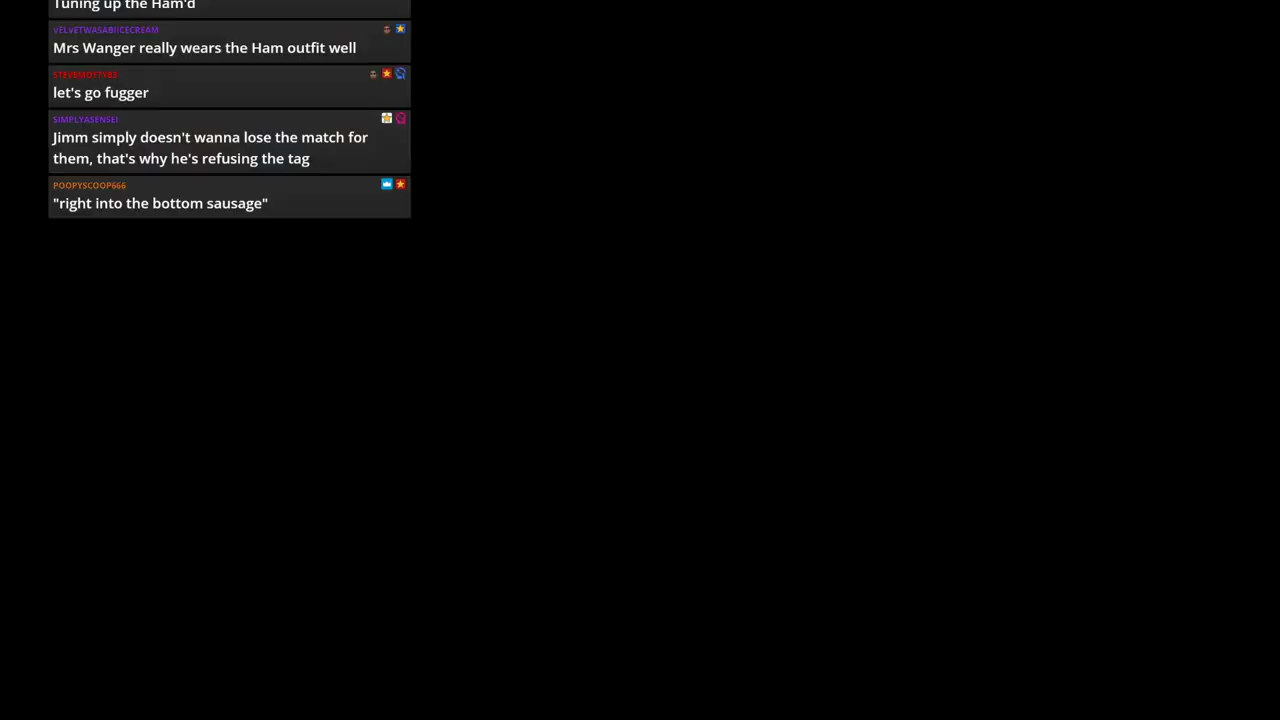 Tuning up the Ham'd
VELVETWASABIICECREAM
Mrs Wanger really wears the Ham outfit well
let's go fugger
SIMPLYASENSEI
Jimm simply doesn't wanna lose the match for
them, that's why he's refusing the tag
POOPYSCOOP666
"right into the bottom sausage"